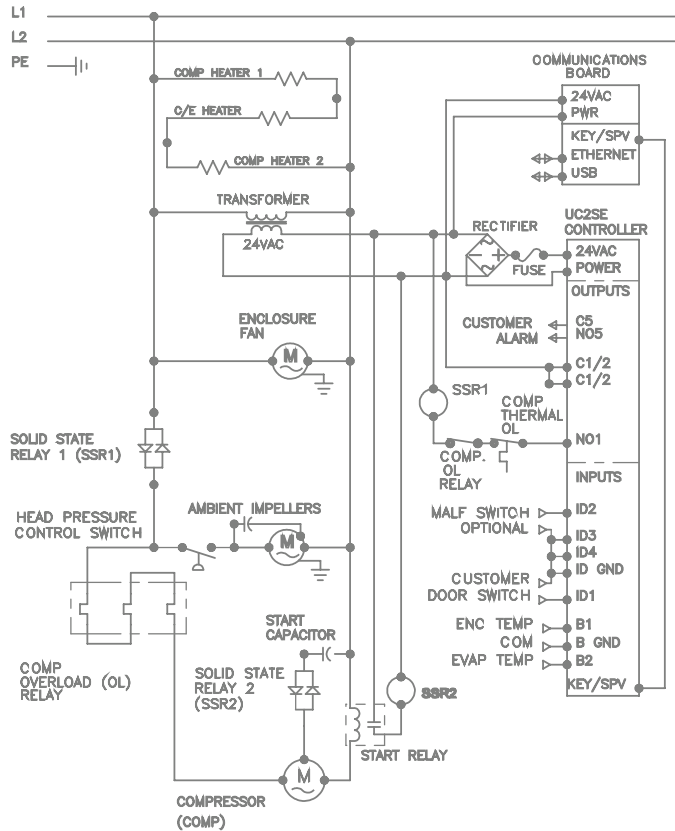 L1
L2
PE
COMP HEATER 1
C/E HEATER
COMP HEATER 2
TRANSFORMER
24VAC
COMMUNICATIONS
BOARD
24VAC
PWR
KEY/SPV
ETHERNET
USB
RECTIFIER
FUSE
UC2SE
CONTROLLER
24VAC
POWER
OUTPUTS
CUSTOMER
ALARM
C5
NO5
C1/2
C1/2
ENCLOSURE
FAN
M
SSR1
COMP
THERMAL
OL
NO1
COMP.
OL
RELAY
SOLID STATE
RELAY 1 (SSR1)
INPUTS
HEAD PRESSURE
CONTROL SWITCH
AMBIENT IMPELLERS
M
MALF SWITCH
OPTIONAL
ID2
ID3
ID4
ID GND
CUSTOMER
DOOR SWITCH
ID1
ENC TEMP
B1
COM
B GND
EVAP TEMP
B2
KEY/SPV
START
CAPACITOR
COMP
OVERLOAD (OL)
RELAY
SOLID STATE
RELAY 2
(SSR2)
SSR2
START RELAY
M
COMPRESSOR
(COMP)